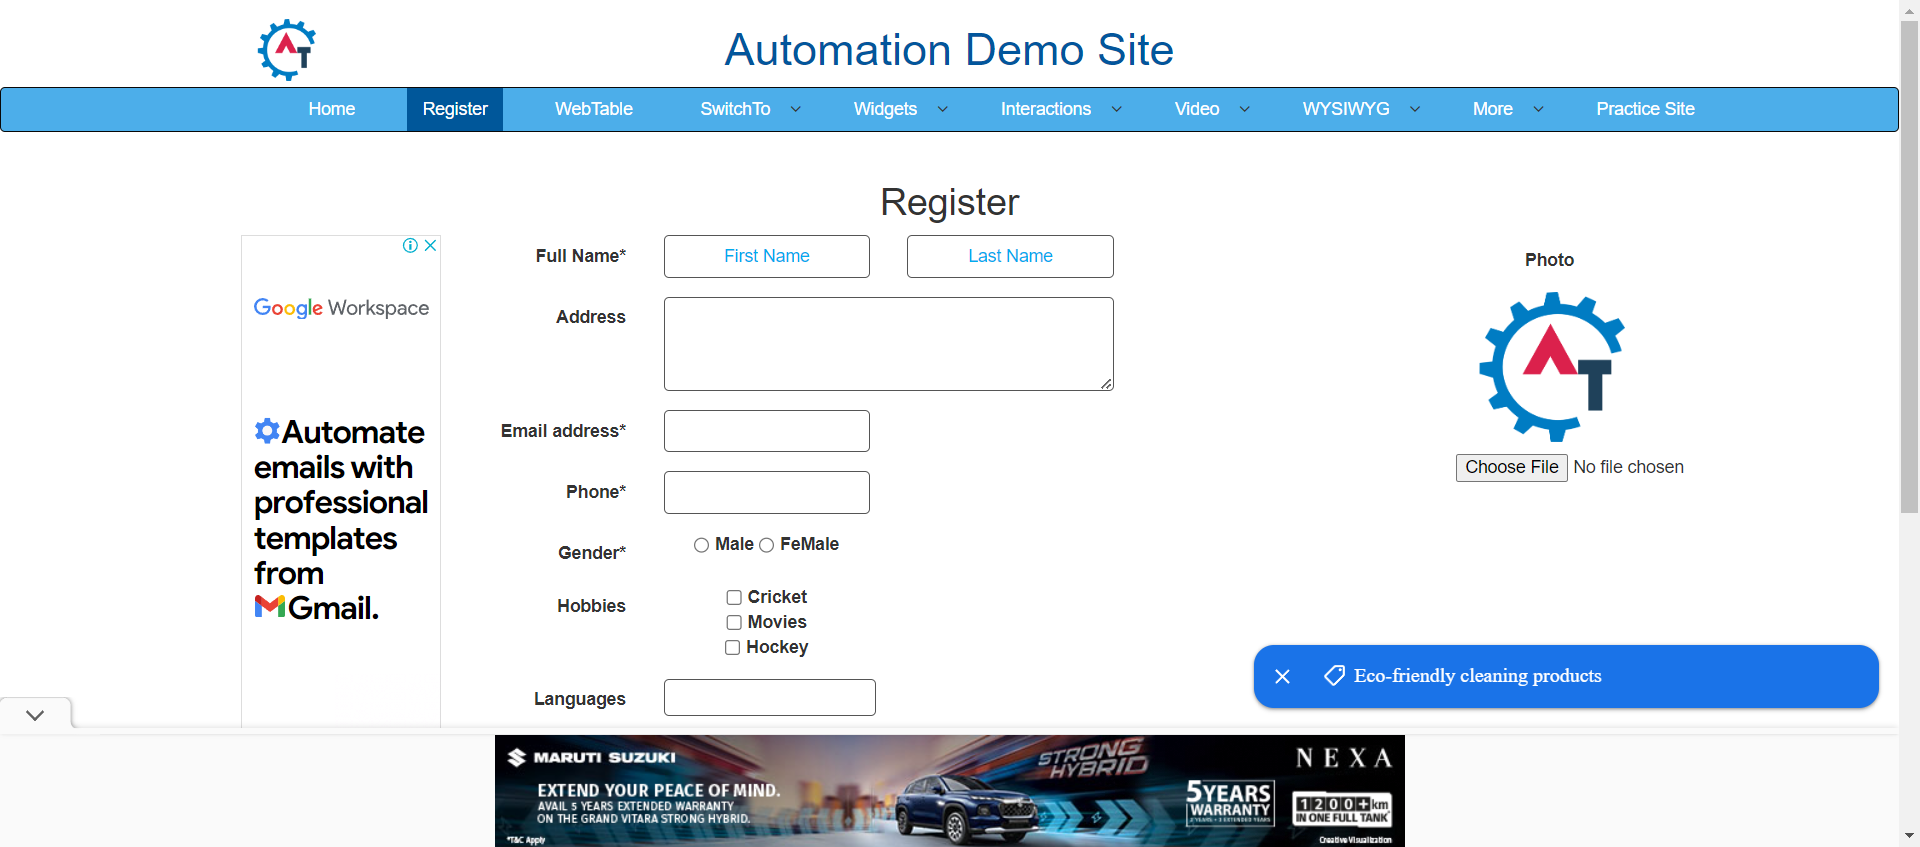 AT
Automation Demo Site
Home Register WebTable SwitchTo Widgets Interactions Video WYSIWYG More Practice Site
Register
Full Name* First Name Last Name
Photo
Address
AT
Email address*
Choose File No file chosen
Phone*
Gender* Male FeMale
Hobbies
Cricket
Movies
Hockey
Languages
Google Workspace
Automate
emails with
professional
templates
from
Gmail.
Eco-friendly cleaning products
MARUTI SUZUKI
EXTEND YOUR PEACE OF MIND.
AVAIL 5 YEARS EXTENDED WARRANTY
ON THE GRAND VITARA STRONG HYBRID.
*T&C Apply
STRONG
HYBRID
NEXA
5 YEARS
WARRANTY
1200+km
IN ONE FULL TANK
Creative Visualization